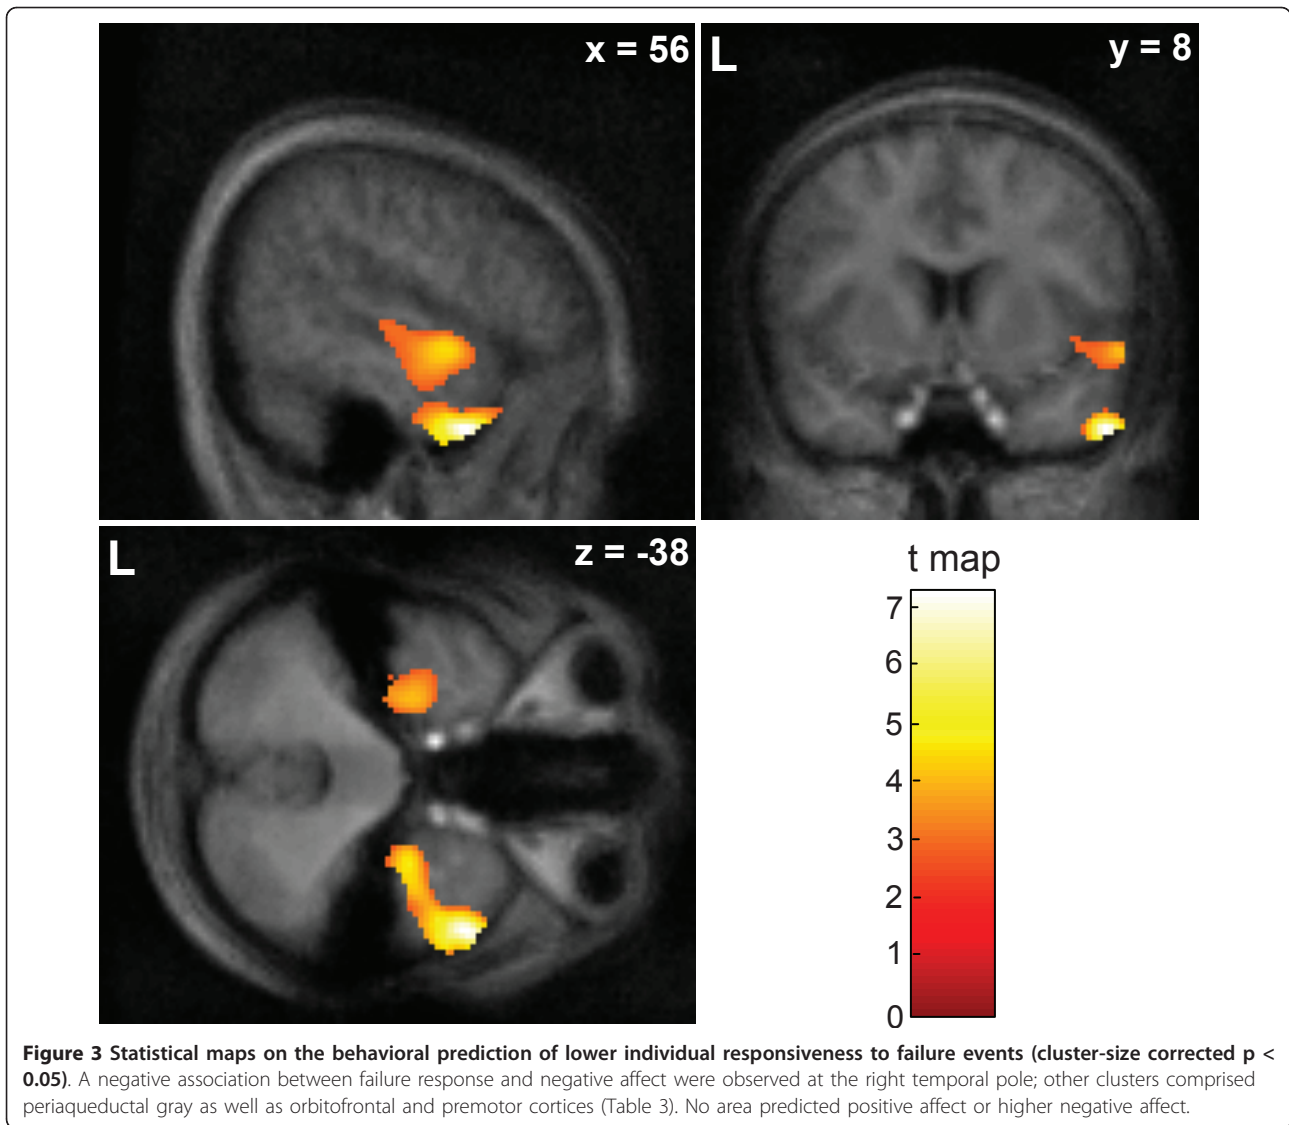 x = 56
L
y = 8
L
z = -38
t map
7
6
5
4
3
2
1
0
Figure 3 Statistical maps on the behavioral prediction of lower individual responsiveness to failure events (cluster-size corrected p <
0.05). A negative association between failure response and negative affect were observed at the right temporal pole; other clusters comprised
periaqueductal gray as well as orbitofrontal and premotor cortices (Table 3). No area predicted positive affect or higher negative affect.